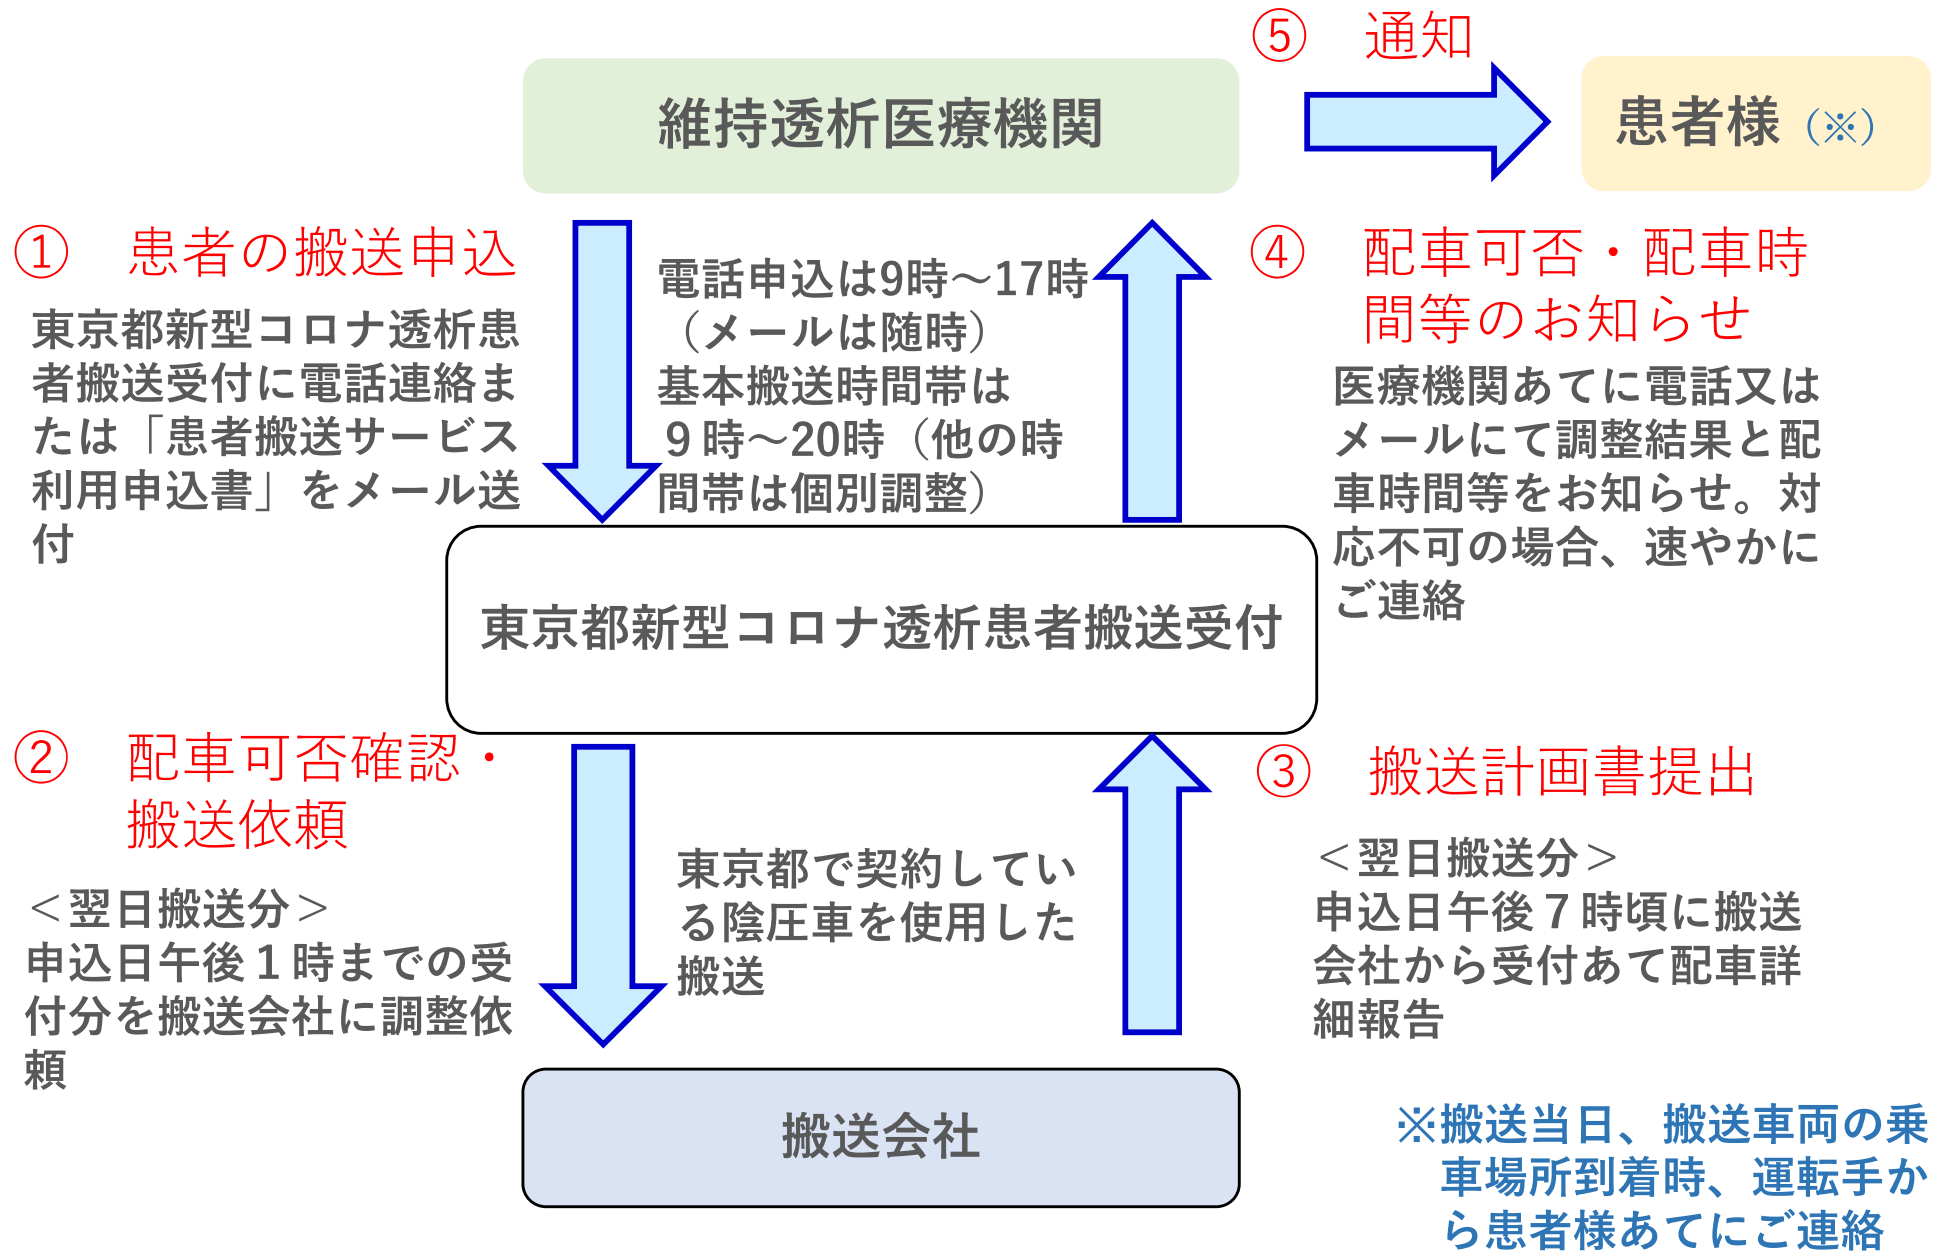 維持透析医療機関
⑤　通知
患者様（※）
①　患者の搬送申込
東京都新型コロナ透析患
者搬送受付に電話連絡ま
たは「患者搬送サービス
利用申込書」をメール送
付
電話申込は9時～17時
（メールは随時）
基本搬送時間帯は
９時～20時（他の時
間帯は個別調整）
④　配車可否・配車時
間等のお知らせ
医療機関あてに電話又は
メールにて調整結果と配
車時間等をお知らせ。対
応不可の場合、速やかに
ご連絡
東京都新型コロナ透析患者搬送受付
②　配車可否確認・
搬送依頼
＜翌日搬送分＞
申込日午後１時までの受
付分を搬送会社に調整依
頼
東京都で契約してい
る陰圧車を使用した
搬送
③　搬送計画書提出
＜翌日搬送分＞
申込日午後７時頃に搬送
会社から受付あて配車詳
細報告
搬送会社
※搬送当日、搬送車両の乗
車場所到着時、運転手か
ら患者様あてにご連絡